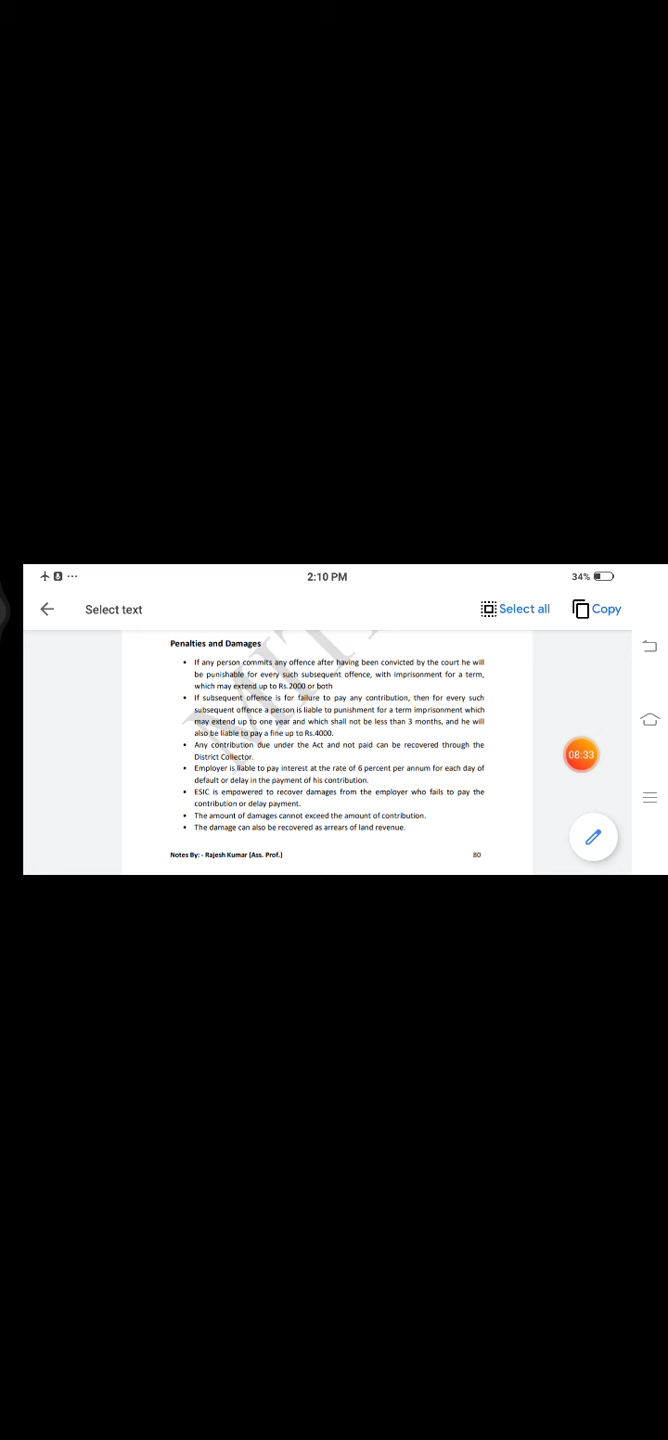 2:10 PM
34%
Select text
Select all
Copy
Penalties and Damages
• If any person commits any offence after having been convicted by the court he will
be punishable for every such subsequent offence, with imprisonment for a term,
which may extend up to Rs.2000 or both
• If subsequent offence is for failure to pay any contribution, then for every such
subsequent offence a person is liable to punishment for a term imprisonment which
may extend up to one year and which shall not be less than 3 months, and he will
also be liable to pay a fine up to Rs.4000.
• Any contribution due under the Act and not paid can be recovered through the
District Collector.
• Employer is liable to pay interest at the rate of 6 percent per annum for each day of
default or delay in the payment of his contribution.
• ESIC is empowered to recover damages from the employer who fails to pay the
contribution or delay payment.
• The amount of damages cannot exceed the amount of contribution.
• The damage can also be recovered as arrears of land revenue.
08:33
Notes By: - Rajesh Kumar (Ass. Prof.)
80